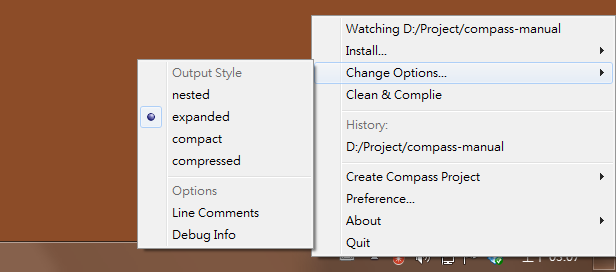 Watching D:/Project/compass-manual
Install...
Change Options...
Clean & Complie
History:
D:/Project/compass-manual
Create Compass Project
Preference...
About
Quit
Output Style
nested
expanded
compact
compressed
Options
Line Comments
Debug Info